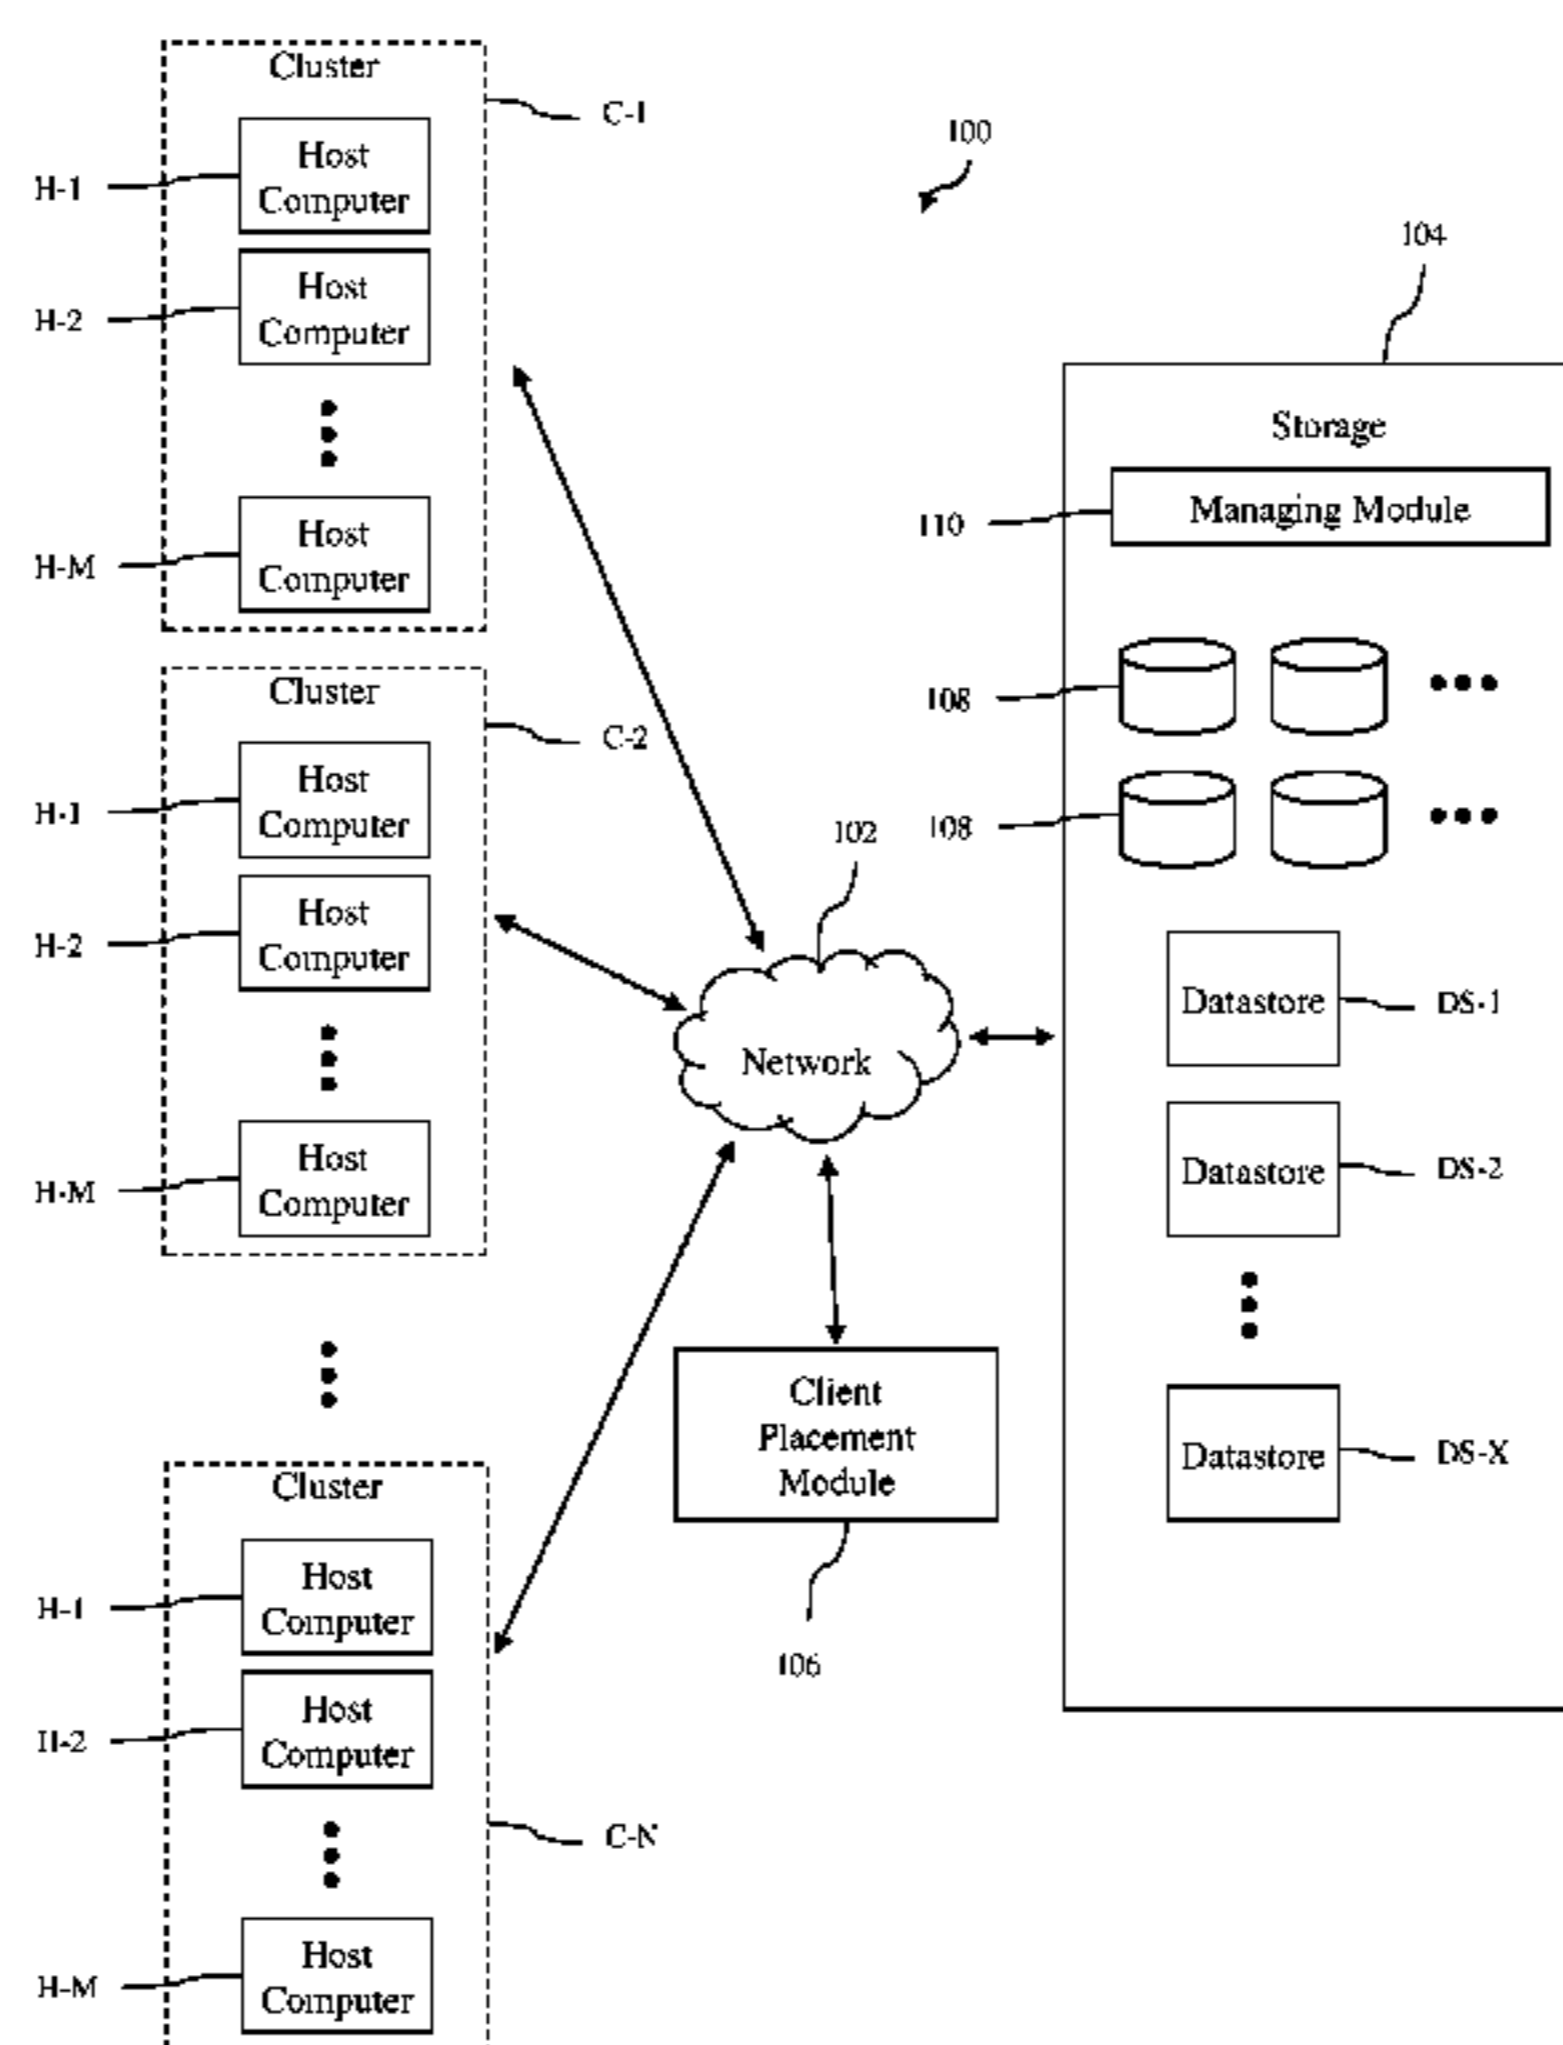 Cluster
C-1
Host
Computer
H-1
Host
Computer
H-2
Host
Computer
H-M
Cluster
C-2
Host
Computer
H-1
Host
Computer
H-2
Host
Computer
H-M
Cluster
Host
Computer
H-1
Host
Computer
H-2
C-N
Host
Computer
H-M
100
102
Network
Client
Placement
Module
106
104
Storage
Managing Module
110
108
108
Datastore
DS-1
Datastore
DS-2
Datastore
DS-X